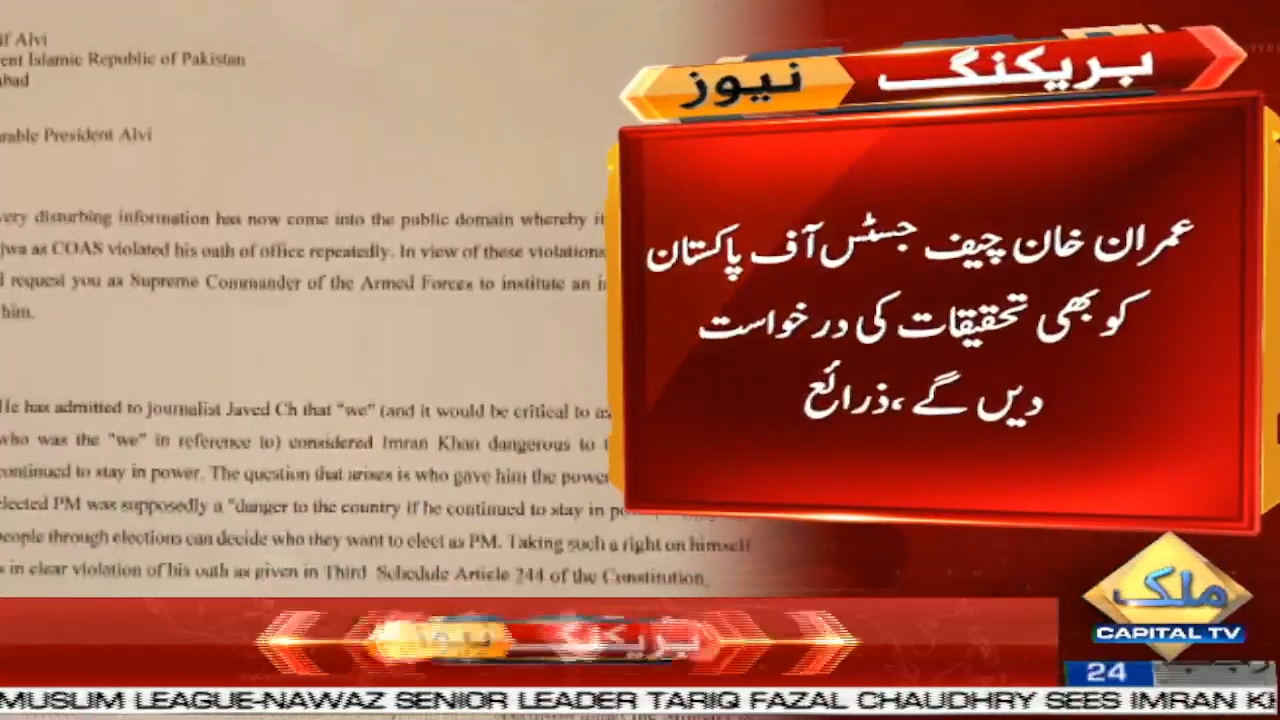 if Alvi
ent Islamic Republic of Pakistan
abad
arable President Alvi
very disturbing information has now come into the public domain whereby it
jwa as COAS violated his oath of office repeatedly. In view of these violations
I request you as Supreme Commander of the Armed Forces to institute an in
him.
He has admitted to journalist Javed Ch that "we" (and it would be critical to as
who was the "we" in reference to) considered Imran Khan dangerous to t
continued to stay in power. The question that arises is who gave him the power
elected PM was supposedly a "danger to the country if he continued to stay in
people through elections can decide who they want to elect as PM. Taking such a right on himself
s in clear violation of his oath as given in Third Schedule Article 244 of the Constitution.
بریکنگ نیوز
عمران خان چیف جسٹس آف پاکستان
کو بھی تحقیقات کی درخواست
دیں گے ،ذرائع
بریکنگ نیوز
ملک
CAPITAL TV
24
MUSLIM LEAGUE-NAWAZ SENIOR LEADER TARIQ FAZAL CHAUDHRY SEES IMRAN K